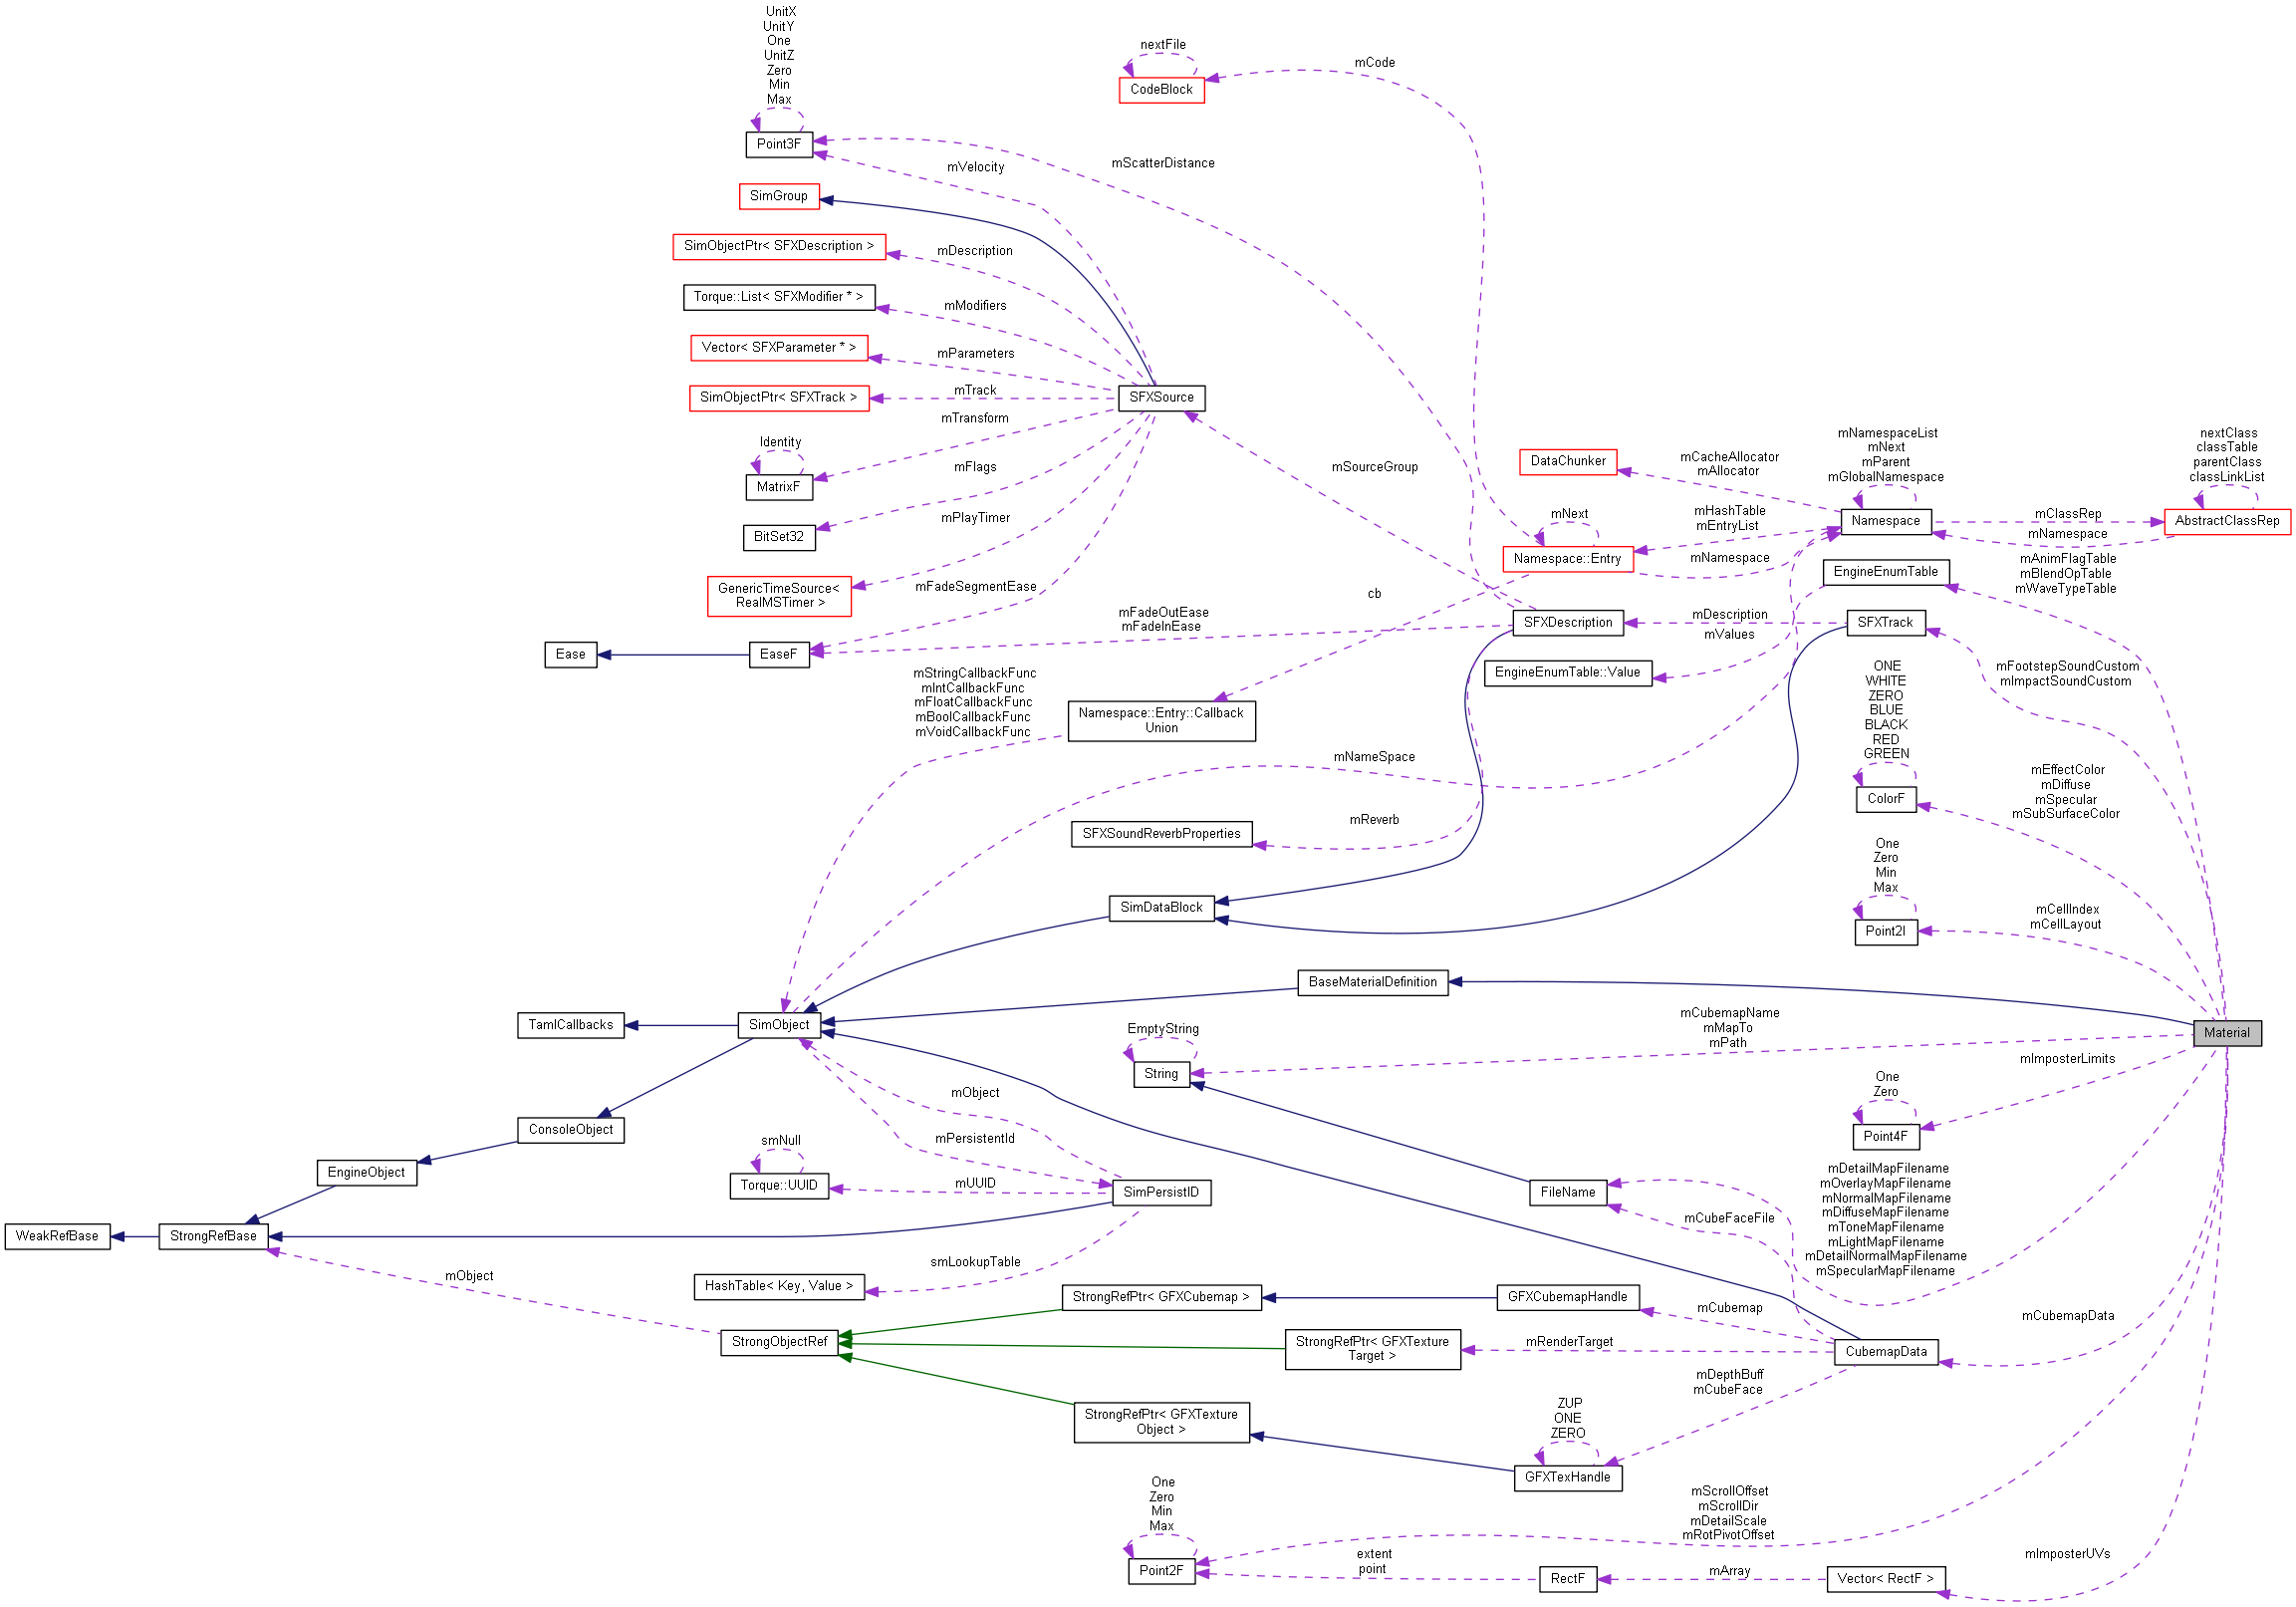 UnitX
UnitY
One
UnitZ
Zero
Min
Max
Point3F
nextFile
CodeBlock
mCode
mScatterDistance
mVelocity
SimGroup
SimObjectPtr< SFXDescription >
mDescription
Torque::List< SFXModifier * >
mModifiers
Vector< SFXParameter * >
mParameters
SimObjectPtr< SFXTrack >
mTrack
SFXSource
mTransform
Identity
MatrixF
mFlags
BitSet32
mPlayTimer
GenericTimeSource<
RealMSTimer >
mFadeSegmentEase
mFadeOutEase
mFadeInEase
Ease
EaseF
mSourceGroup
DataChunker
mCacheAllocator
mAllocator
mNamespaceList
mNext
mParent
mGlobalNamespace
Namespace
nextClass
classTable
parentClass
classLinkList
AbstractClassRep
mClassRep
mNamespace
mNext
Namespace::Entry
mHashTable
mEntryList
mNamespace
EngineEnumTable
mAnimFlagTable
mBlendOpTable
mWaveTypeTable
cb
SFXDescription
mDescription
SFXTrack
mValues
EngineEnumTable::Value
mFootstepSoundCustom
mImpactSoundCustom
mStringCallbackFunc
mIntCallbackFunc
mFloatCallbackFunc
mBoolCallbackFunc
mVoidCallbackFunc
Namespace::Entry::Callback
Union
mNameSpace
ONE
WHITE
ZERO
BLUE
BLACK
RED
GREEN
ColorF
mEffectColor
mDiffuse
mSpecular
mSubSurfaceColor
SFXSoundReverbProperties
mReverb
One
Zero
Min
Max
Point2I
mCellIndex
mCellLayout
SimDataBlock
BaseMaterialDefinition
TamlCallbacks
SimObject
Material
mCubemapName
mMapTo
mPath
EmptyString
String
mImposterLimits
One
Zero
Point4F
mObject
mPersistentId
ConsoleObject
smNull
Torque::UUID
mUUID
SimPersistID
EngineObject
FileName
mCubeFaceFile
mDetailMapFilename
mOverlayMapFilename
mNormalMapFilename
mDiffuseMapFilename
mToneMapFilename
mLightMapFilename
mDetailNormalMapFilename
mSpecularMapFilename
WeakRefBase
StrongRefBase
mObject
smLookupTable
HashTable< Key, Value >
StrongRefPtr< GFXCubemap >
GFXCubemapHandle
mCubemap
mCubemapData
StrongObjectRef
StrongRefPtr< GFXTexture
Target >
mRenderTarget
CubemapData
mDepthBuff
mCubeFace
StrongRefPtr< GFXTexture
Object >
ZUP
ONE
ZERO
GFXTexHandle
One
Zero
Min
Max
Point2F
mScrollOffset
mScrollDir
mDetailScale
mRotPivotOffset
extent
point
RectF
mArray
Vector< RectF >
mImposterUVs